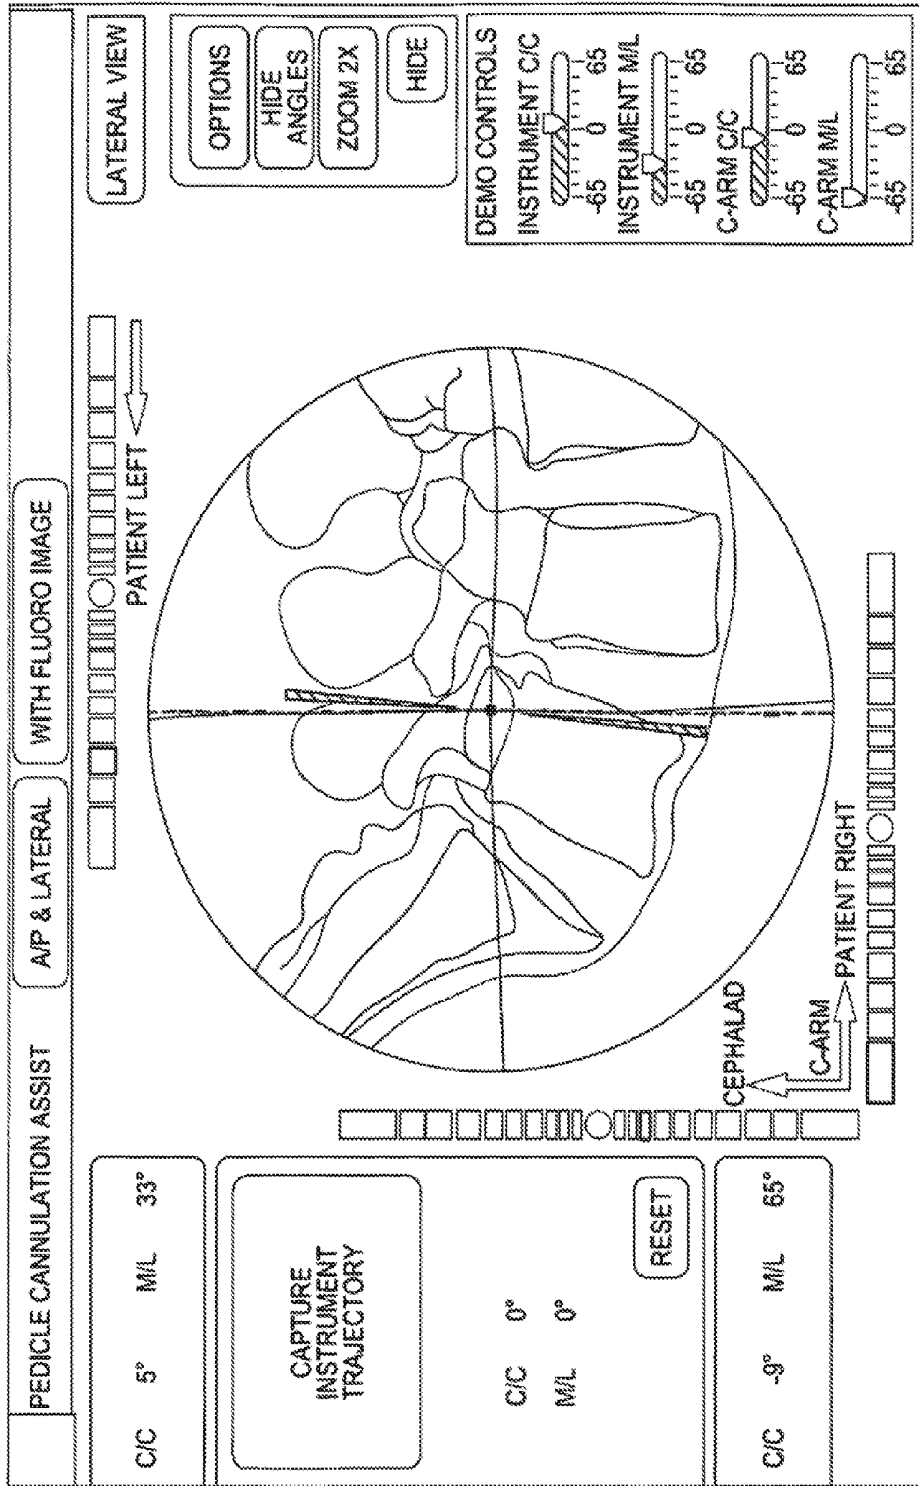 PEDICLE CANNULATION ASSIST
A/P & LATERAL
WITH FLUORO IMAGE
C/C 5° M/L 33°
CAPTURE
INSTRUMENT
TRAJECTORY
C/C 0°
M/L 0°
RESET
C/C -9° M/L 65°
PATIENT LEFT
CEPHALAD
C-ARM
PATIENT RIGHT
LATERAL VIEW
OPTIONS
HIDE
ANGLES
ZOOM 2X
HIDE
DEMO CONTROLS
INSTRUMENT C/C
-65 0 65
INSTRUMENT M/L
-65 0 65
C-ARM C/C
-65 0 65
C-ARM M/L
-65 0 65